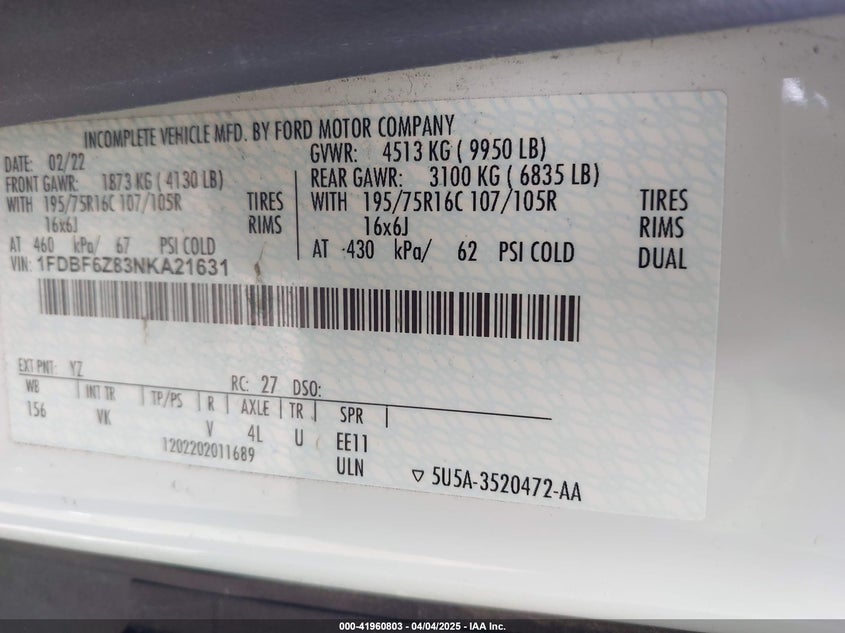 INCOMPLETE VEHICLE MFD. BY FORD MOTOR COMPANY
DATE: 02/22
GVWR: 4513 KG ( 9950 LB)
FRONT GAWR: 1873 KG ( 4130 LB)
REAR GAWR: 3100 KG ( 6835 LB)
WITH 195/75R16C 107/105R TIRES
WITH 195/75R16C 107/105R TIRES
16x6J RIMS
16x6J RIMS
AT 460 kPa/ 67 PSI COLD
AT 430 kPa/ 62 PSI COLD DUAL
VIN: 1FDBF6Z83NKA21631
EXT PNT: YZ
RC: 27 DSO:
WB | INT TR | TP/PS | R | AXLE | TR | SPR |
156 VK V 4L U EE11
1202202011689 ULN
▽ 5U5A-3520472-AA
000-41960803 - 04/04/2025 - IAA Inc.